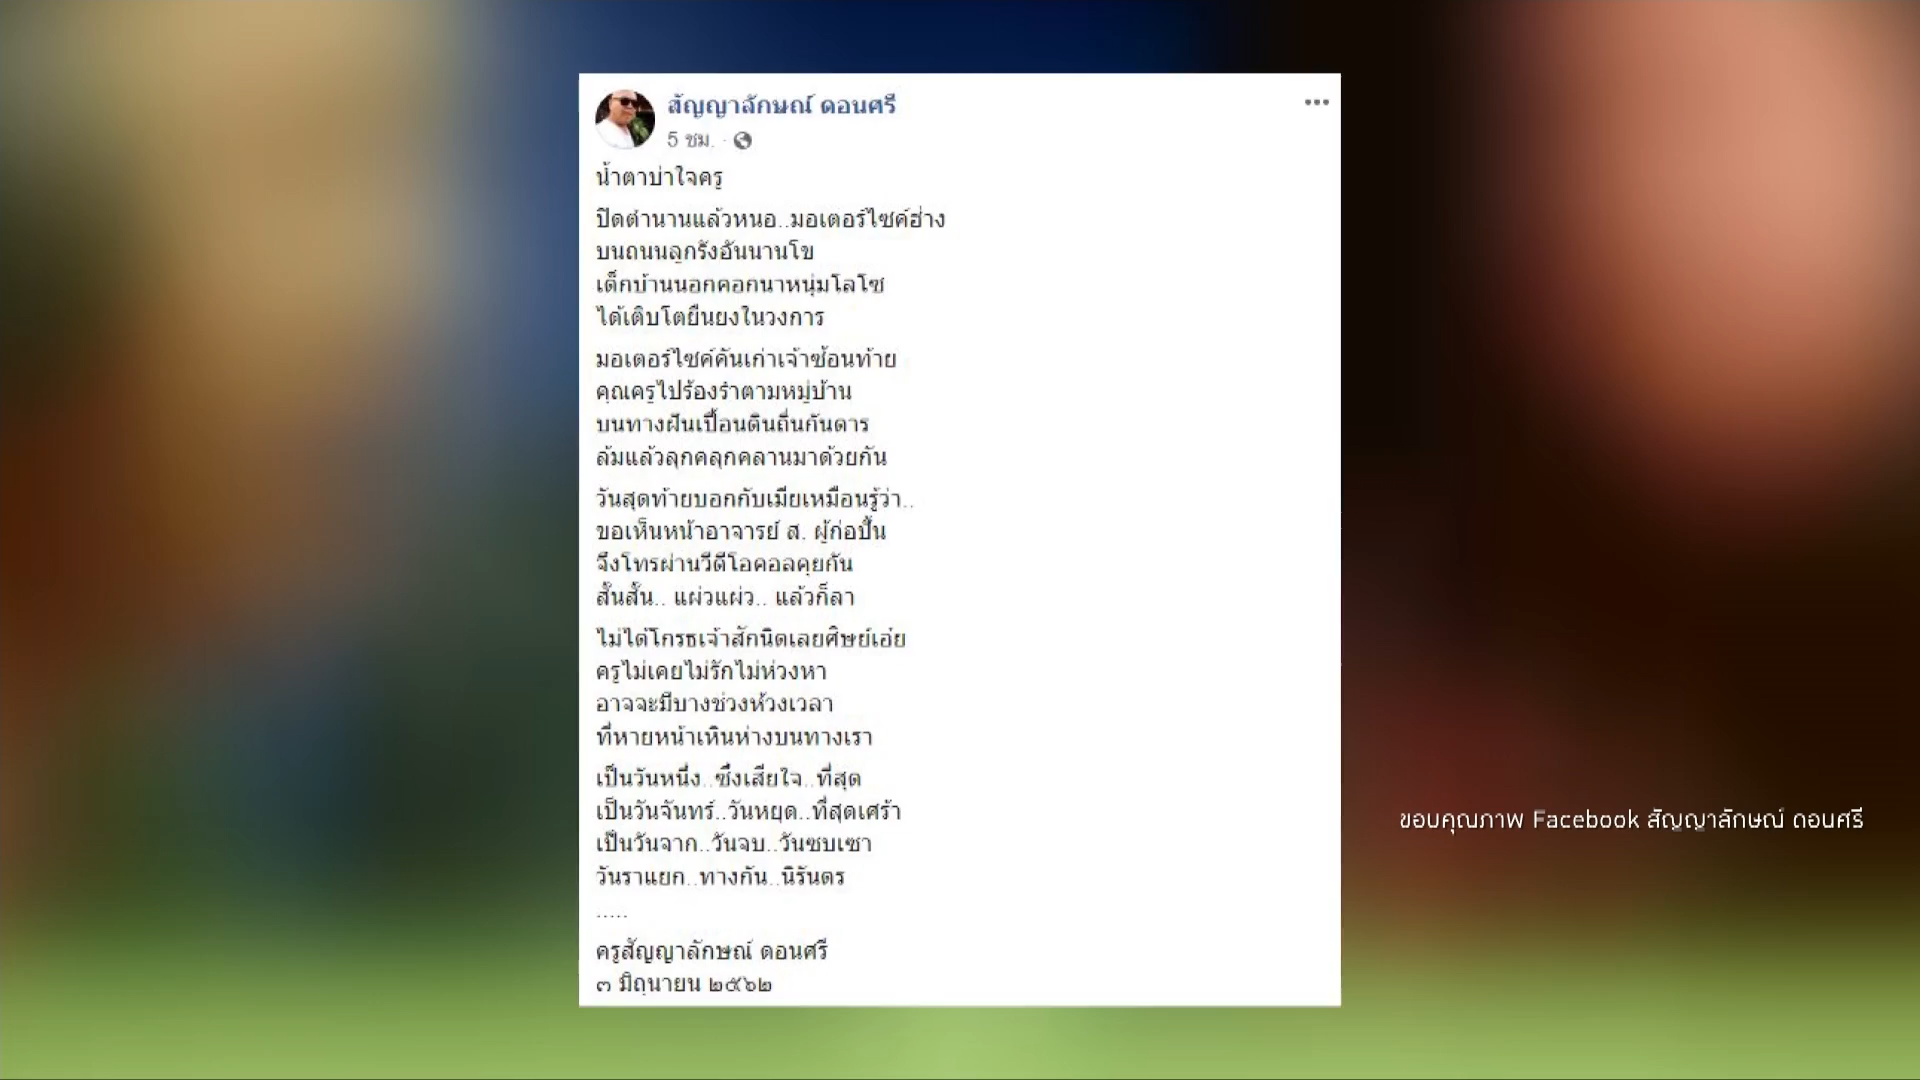 สัญญาลักษณ์ ดอนศรี
5 ชม. ·
น้ำตาบ่าใจครู
ปิดตำนานแล้วหนอ..มอเตอร์ไซค์ฮ่าง
บนถนนลูกรังอันนานโข
เด็กบ้านนอกคอกนาหนุ่มโลโซ
ได้เติบโตยืนยงในวงการ
มอเตอร์ไซค์คันเก่าเจ้าซ้อนท้าย
คุณครูไปร้องรำตามหมู่บ้าน
บนทางฝันเปื้อนดินถิ่นกันดาร
ล้มแล้วลุกคลุกคลานมาด้วยกัน
วันสุดท้ายบอกกับเมียเหมือนรู้ว่า..
ขอเห็นหน้าอาจารย์ ส. ผู้ก่อปั้น
จึงโทรผ่านวีดีโอคอลคุยกัน
สั้นสั้น.. แผ่วแผ่ว.. แล้วก็ลา
ไม่ได้โกรธเจ้าสักนิดเลยศิษย์เอ๋ย
ครูไม่เคยไม่รักไม่ห่วงหา
อาจจะมีบางช่วงห้วงเวลา
ที่หายหน้าเหินห่างบนทางเรา
เป็นวันหนึ่ง..ซึ่งเสียใจ..ที่สุด
เป็นวันจันทร์..วันหยุด..ที่สุดเศร้า
เป็นวันจาก..วันจบ..วันซบเซา
วันราแยก..ทางกัน..นิรันดร
.....
ครูสัญญาลักษณ์ ดอนศรี
๓ มิถุนายน ๒๕๖๒
ขอบคุณภาพ Facebook สัญญาลักษณ์ ดอนศรี